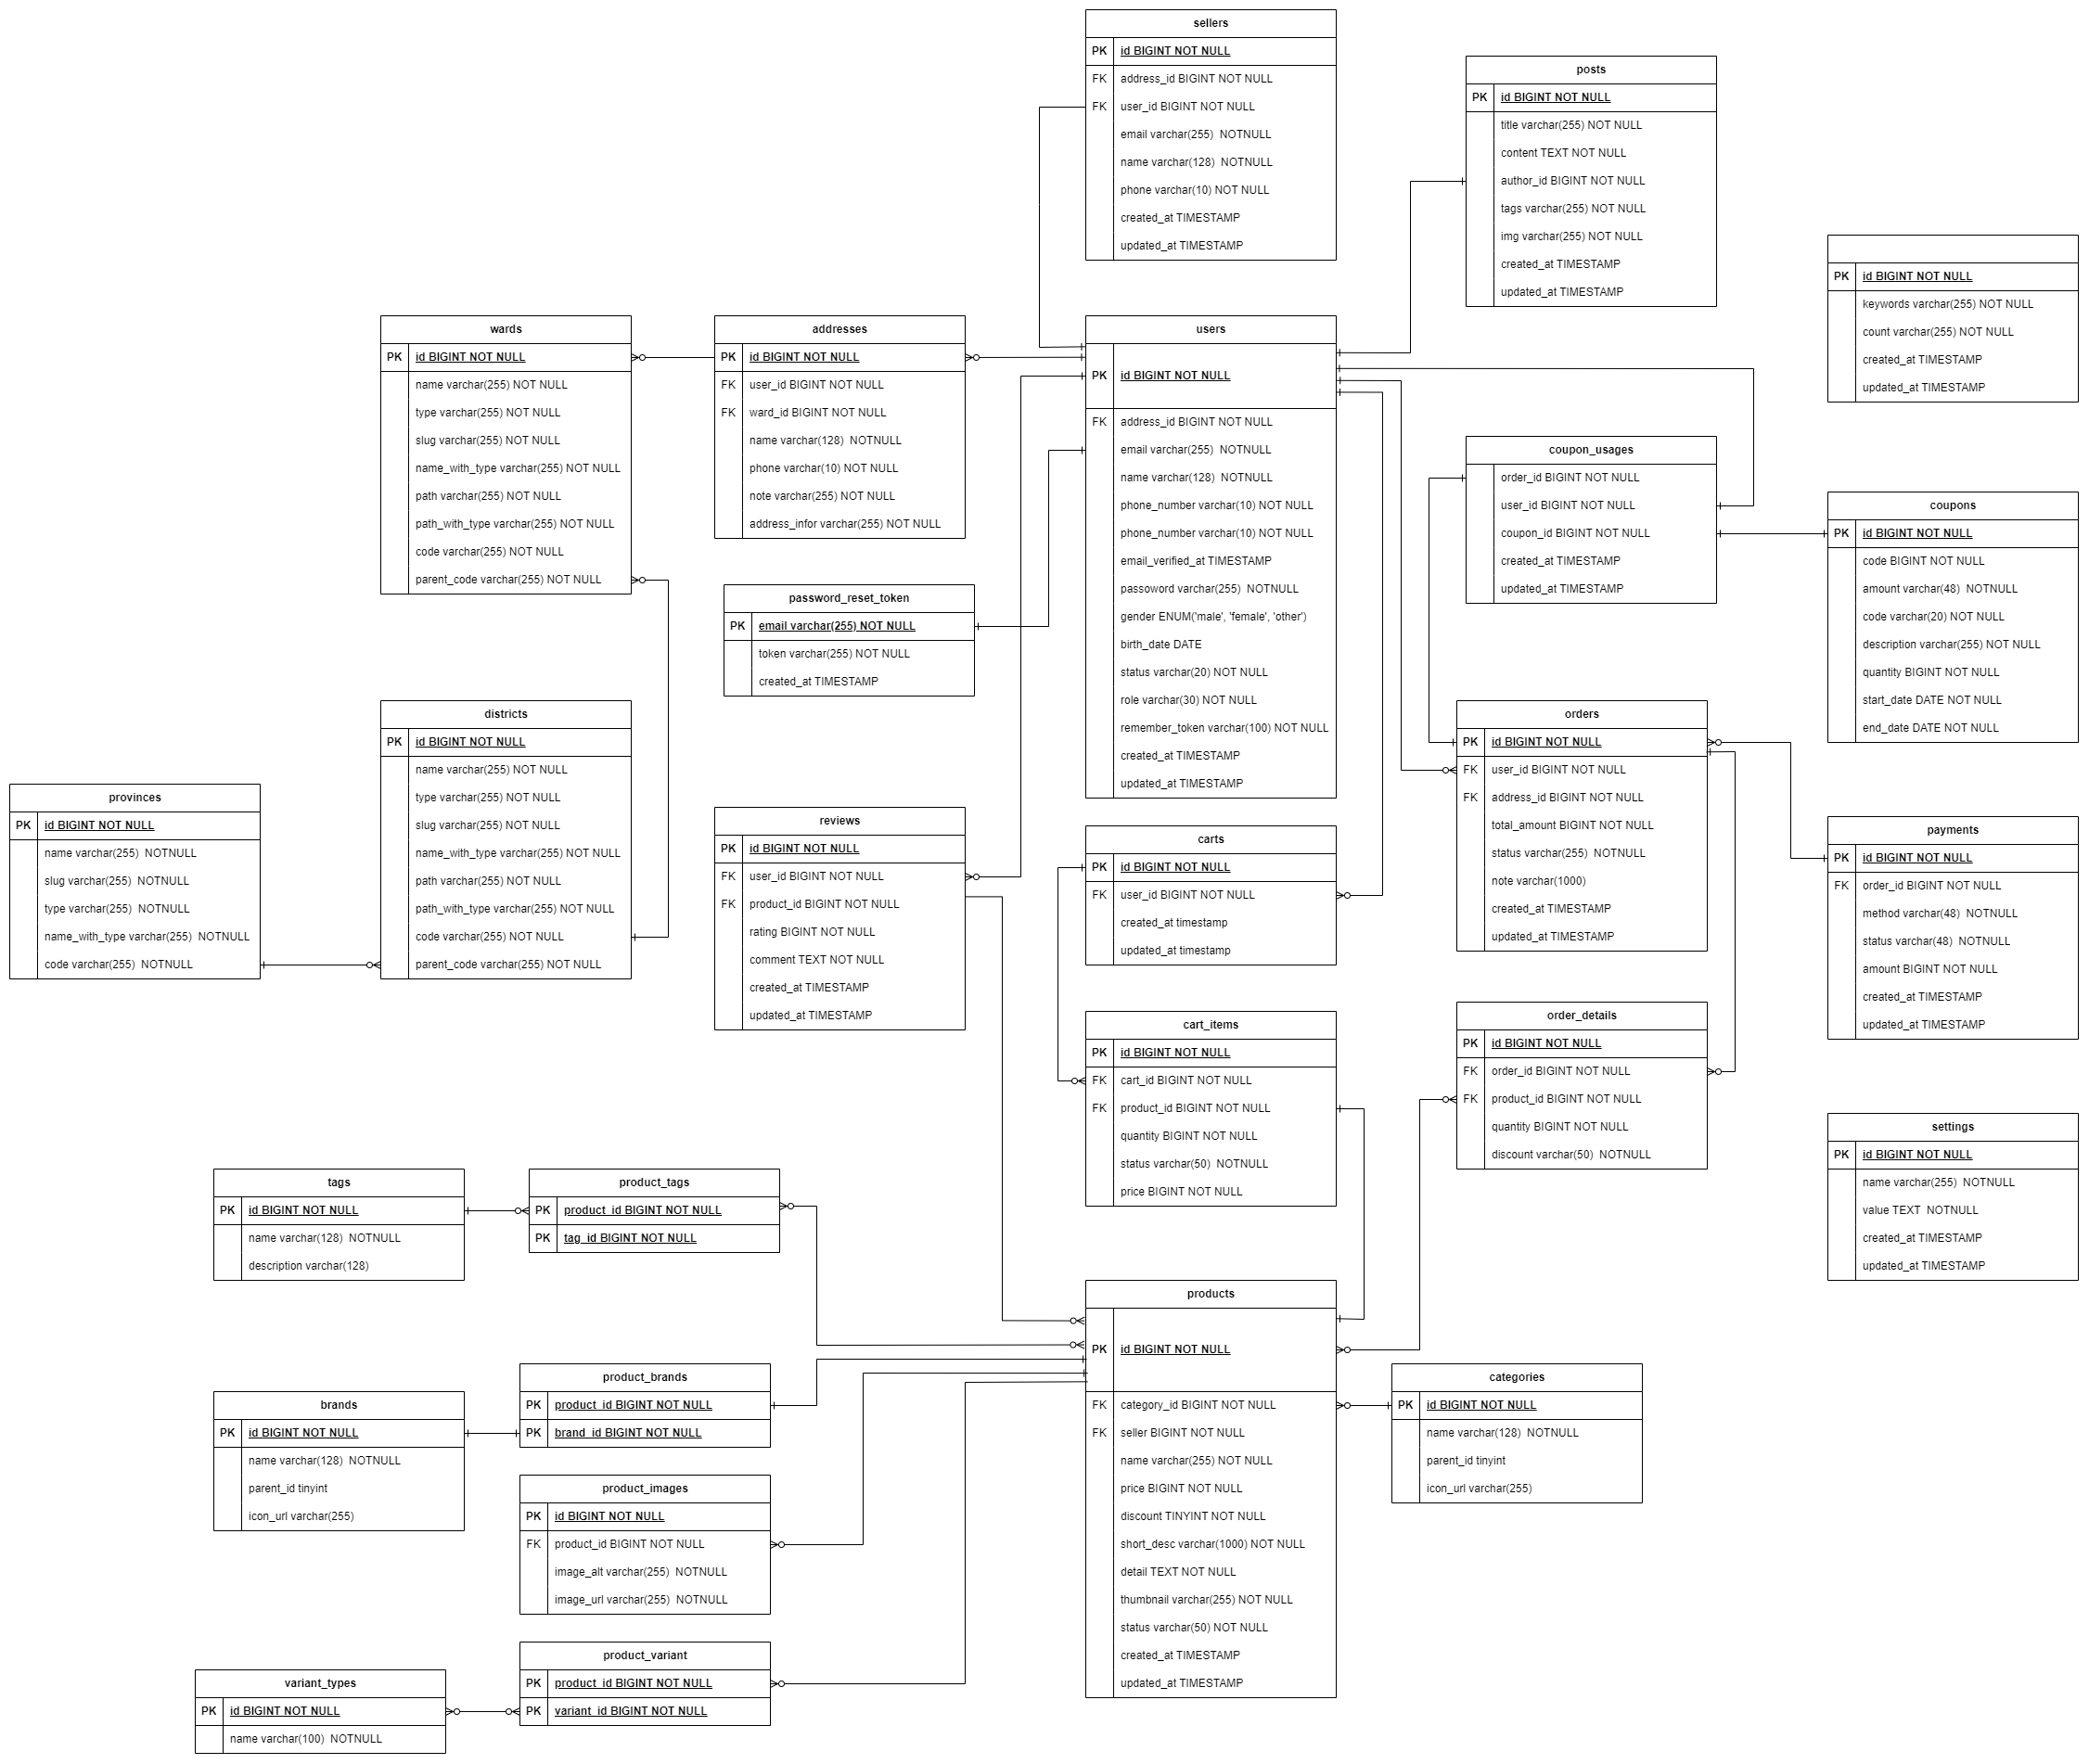 sellers
PK id BIGINT NOT NULL
FK address_id BIGINT NOT NULL
FK user_id BIGINT NOT NULL
email varchar(255) NOTNULL
name varchar(128) NOTNULL
phone varchar(10) NOT NULL
created_at TIMESTAMP
updated_at TIMESTAMP
posts
PK id BIGINT NOT NULL
title varchar(255) NOT NULL
content TEXT NOT NULL
author_id BIGINT NOT NULL
tags varchar(255) NOT NULL
img varchar(255) NOT NULL
created_at TIMESTAMP
updated_at TIMESTAMP
PK id BIGINT NOT NULL
keywords varchar(255) NOT NULL
count varchar(255) NOT NULL
created_at TIMESTAMP
updated_at TIMESTAMP
wards
PK id BIGINT NOT NULL
name varchar(255) NOT NULL
type varchar(255) NOT NULL
slug varchar(255) NOT NULL
name_with_type varchar(255) NOT NULL
path varchar(255) NOT NULL
path_with_type varchar(255) NOT NULL
code varchar(255) NOT NULL
parent_code varchar(255) NOT NULL
addresses
PK id BIGINT NOT NULL
FK user_id BIGINT NOT NULL
FK ward_id BIGINT NOT NULL
name varchar(128) NOTNULL
phone varchar(10) NOT NULL
note varchar(255) NOT NULL
address_infor varchar(255) NOT NULL
users
PK id BIGINT NOT NULL
FK address_id BIGINT NOT NULL
email varchar(255) NOTNULL
name varchar(128) NOTNULL
phone_number varchar(10) NOT NULL
phone_number varchar(10) NOT NULL
email_verified_at TIMESTAMP
passoword varchar(255) NOTNULL
gender ENUM('male', 'female', 'other')
birth_date DATE
status varchar(20) NOT NULL
role varchar(30) NOT NULL
remember_token varchar(100) NOT NULL
created_at TIMESTAMP
updated_at TIMESTAMP
coupon_usages
order_id BIGINT NOT NULL
user_id BIGINT NOT NULL
coupon_id BIGINT NOT NULL
created_at TIMESTAMP
updated_at TIMESTAMP
coupons
PK id BIGINT NOT NULL
code BIGINT NOT NULL
amount varchar(48) NOTNULL
code varchar(20) NOT NULL
description varchar(255) NOT NULL
quantity BIGINT NOT NULL
start_date DATE NOT NULL
end_date DATE NOT NULL
password_reset_token
PK email varchar(255) NOT NULL
token varchar(255) NOT NULL
created_at TIMESTAMP
districts
PK id BIGINT NOT NULL
name varchar(255) NOT NULL
type varchar(255) NOT NULL
slug varchar(255) NOT NULL
name_with_type varchar(255) NOT NULL
path varchar(255) NOT NULL
path_with_type varchar(255) NOT NULL
code varchar(255) NOT NULL
parent_code varchar(255) NOT NULL
orders
PK id BIGINT NOT NULL
FK user_id BIGINT NOT NULL
FK address_id BIGINT NOT NULL
total_amount BIGINT NOT NULL
status varchar(255) NOTNULL
note varchar(1000)
created_at TIMESTAMP
updated_at TIMESTAMP
provinces
PK id BIGINT NOT NULL
name varchar(255) NOTNULL
slug varchar(255) NOTNULL
type varchar(255) NOTNULL
name_with_type varchar(255) NOTNULL
code varchar(255) NOTNULL
reviews
PK id BIGINT NOT NULL
FK user_id BIGINT NOT NULL
FK product_id BIGINT NOT NULL
rating BIGINT NOT NULL
comment TEXT NOT NULL
created_at TIMESTAMP
updated_at TIMESTAMP
carts
PK id BIGINT NOT NULL
FK user_id BIGINT NOT NULL
created_at timestamp
updated_at timestamp
payments
PK id BIGINT NOT NULL
FK order_id BIGINT NOT NULL
method varchar(48) NOTNULL
status varchar(48) NOTNULL
amount BIGINT NOT NULL
created_at TIMESTAMP
updated_at TIMESTAMP
cart_items
PK id BIGINT NOT NULL
FK cart_id BIGINT NOT NULL
FK product_id BIGINT NOT NULL
quantity BIGINT NOT NULL
status varchar(50) NOTNULL
price BIGINT NOT NULL
order_details
PK id BIGINT NOT NULL
FK order_id BIGINT NOT NULL
FK product_id BIGINT NOT NULL
quantity BIGINT NOT NULL
discount varchar(50) NOTNULL
settings
PK id BIGINT NOT NULL
name varchar(255) NOTNULL
value TEXT NOTNULL
created_at TIMESTAMP
updated_at TIMESTAMP
tags
PK id BIGINT NOT NULL
name varchar(128) NOTNULL
description varchar(128)
product_tags
PK product_id BIGINT NOT NULL
PK tag_id BIGINT NOT NULL
products
PK id BIGINT NOT NULL
FK category_id BIGINT NOT NULL
FK seller BIGINT NOT NULL
name varchar(255) NOT NULL
price BIGINT NOT NULL
discount TINYINT NOT NULL
short_desc varchar(1000) NOT NULL
detail TEXT NOT NULL
thumbnail varchar(255) NOT NULL
status varchar(50) NOT NULL
created_at TIMESTAMP
updated_at TIMESTAMP
product_brands
PK product_id BIGINT NOT NULL
PK brand_id BIGINT NOT NULL
categories
PK id BIGINT NOT NULL
name varchar(128) NOTNULL
parent_id tinyint
icon_url varchar(255)
brands
PK id BIGINT NOT NULL
name varchar(128) NOTNULL
parent_id tinyint
icon_url varchar(255)
product_images
PK id BIGINT NOT NULL
FK product_id BIGINT NOT NULL
image_alt varchar(255) NOTNULL
image_url varchar(255) NOTNULL
product_variant
PK product_id BIGINT NOT NULL
PK variant_id BIGINT NOT NULL
variant_types
PK id BIGINT NOT NULL
name varchar(100) NOTNULL